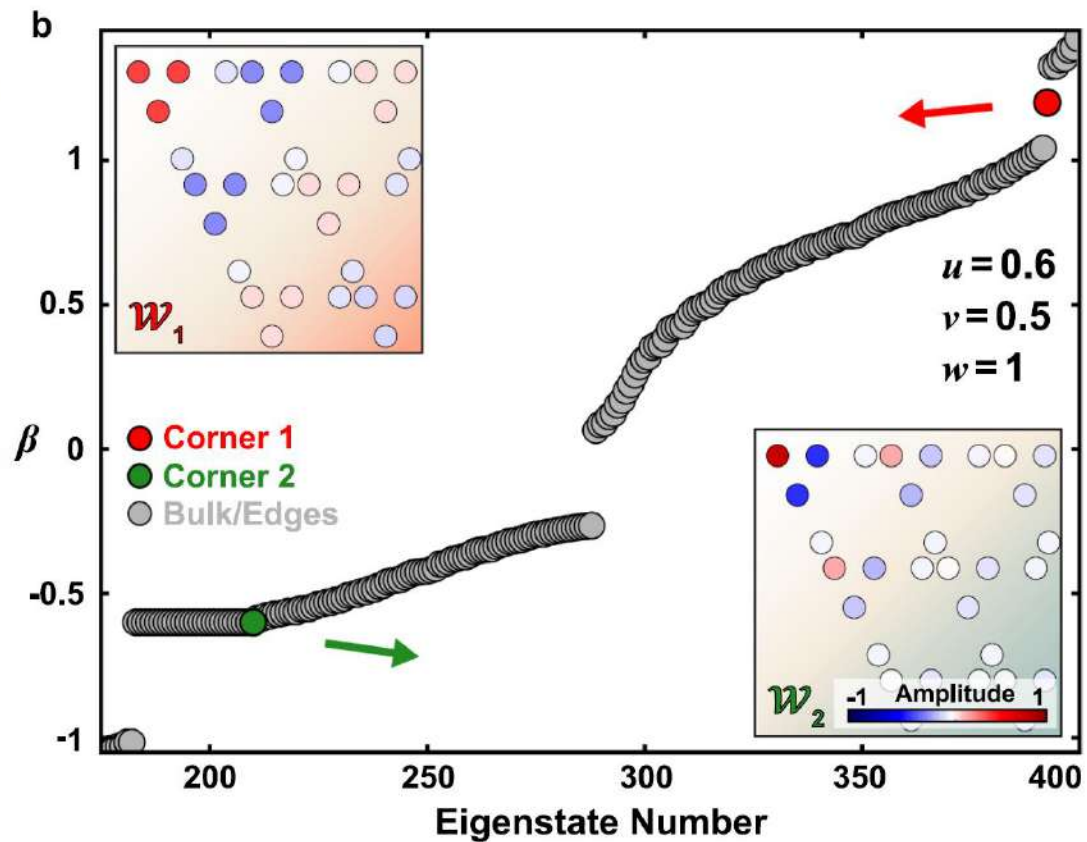 b
𝒲1
1
0.5
0
-0.5
-1
β
u = 0.6
v = 0.5
w = 1
Corner 1
Corner 2
Bulk/Edges
𝒲2
-1 Amplitude 1
200 250 300 350 400
Eigenstate Number